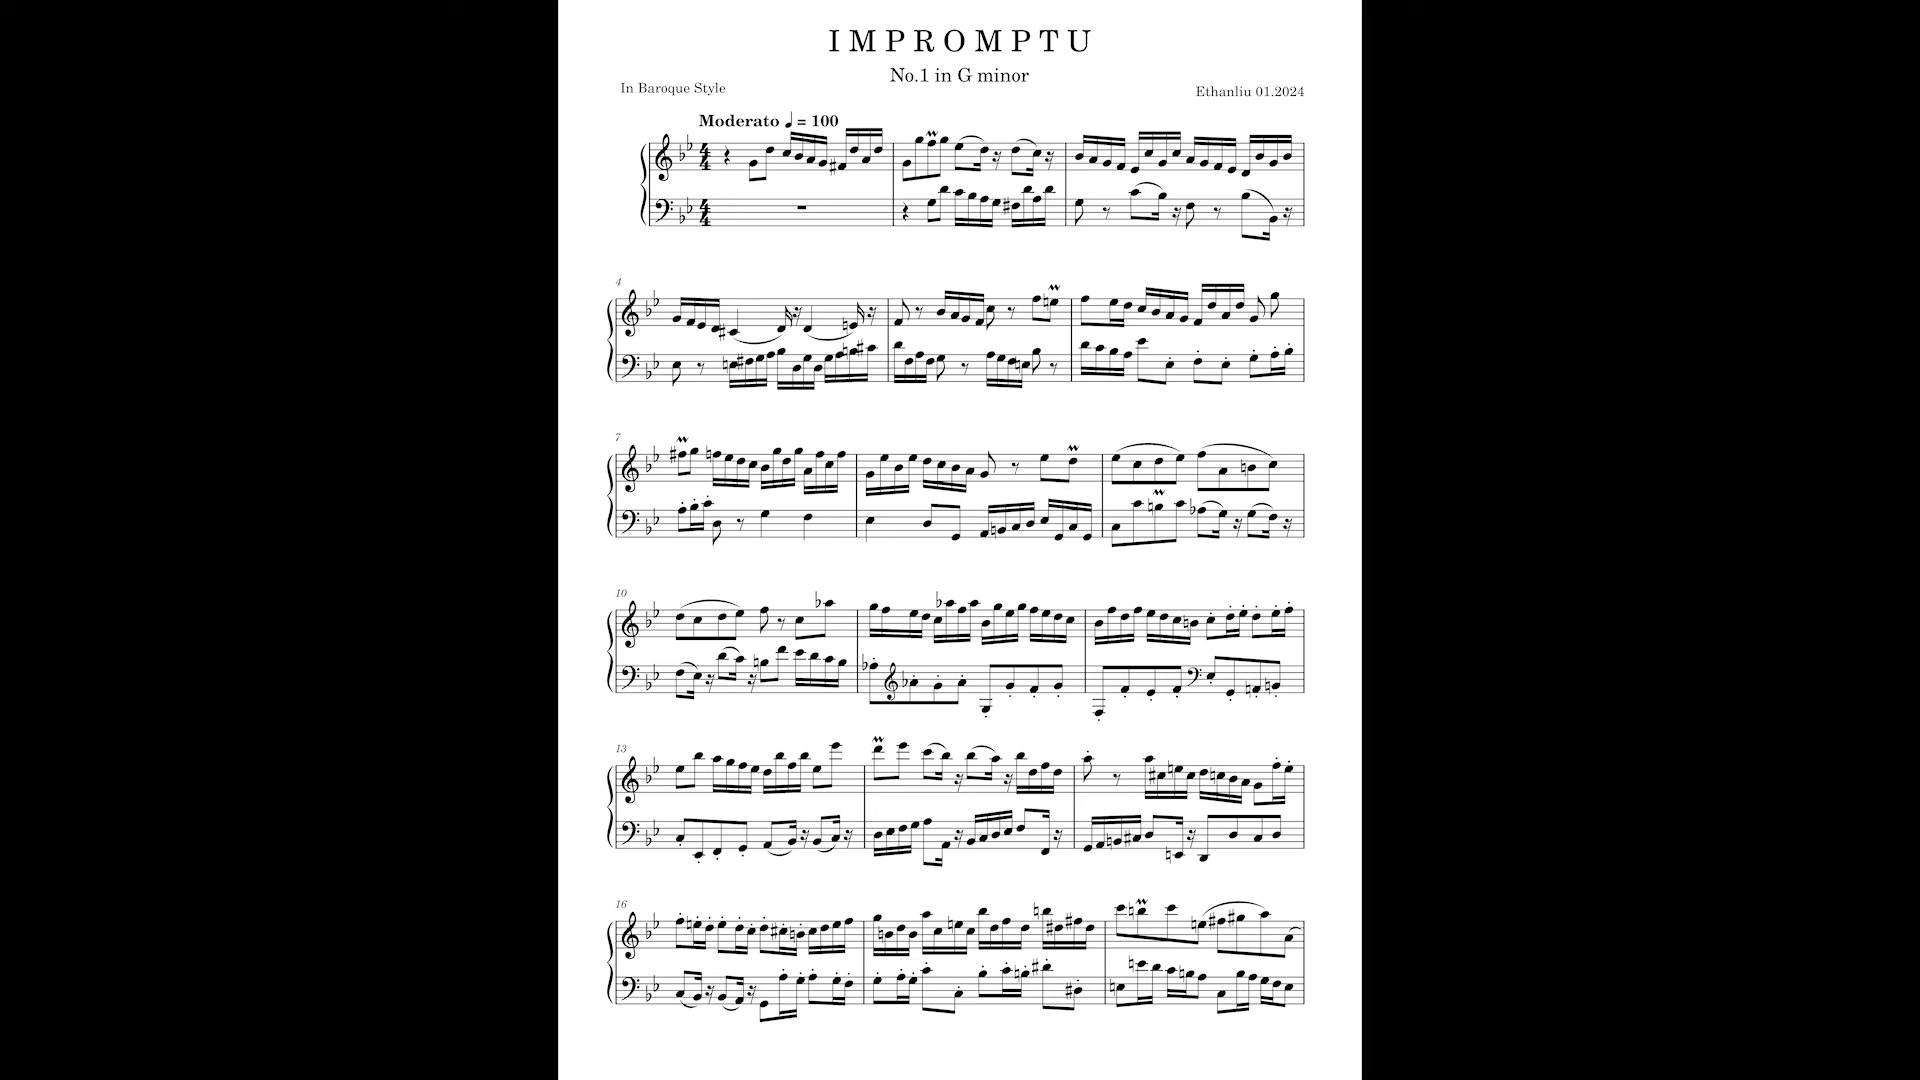 IMPROMPTU
No.1 in G minor
In Baroque Style
Ethanliu 01.2024
Moderato ♩ = 100
4
7
10
13
16